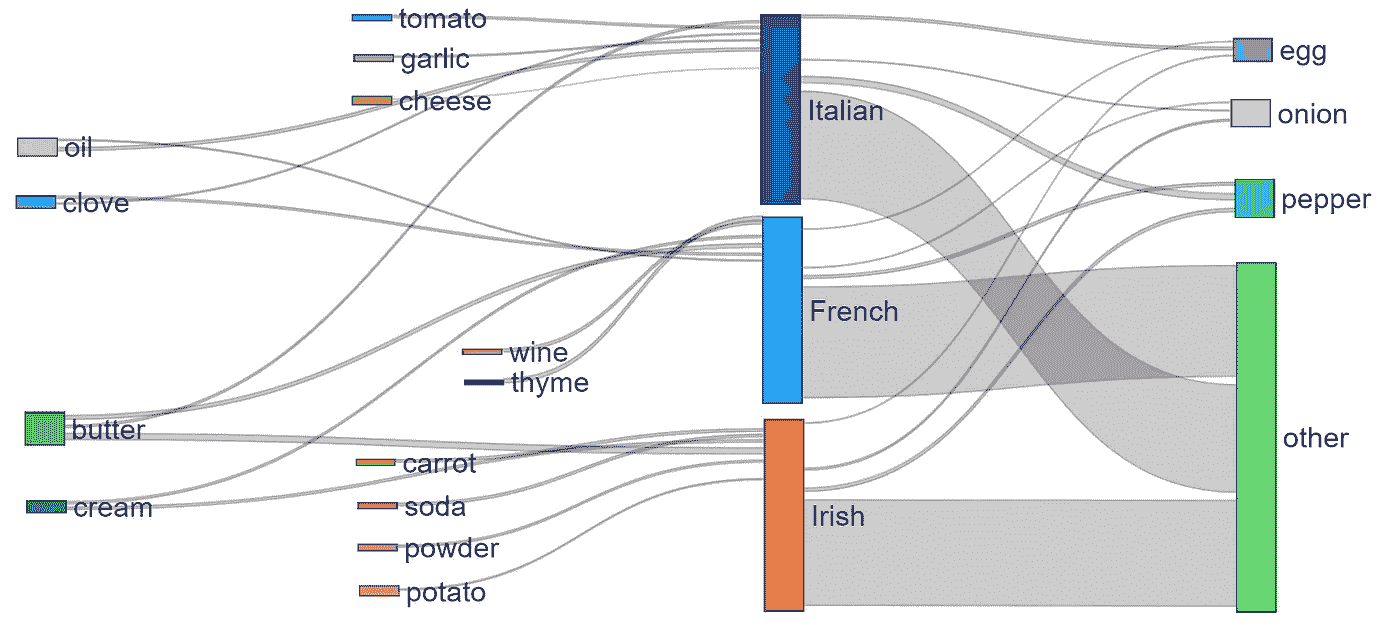 tomato
garlic
cheese
oil
clove
wine
thyme
butter
carrot
cream
soda
powder
potato
Italian
French
Irish
egg
onion
pepper
other